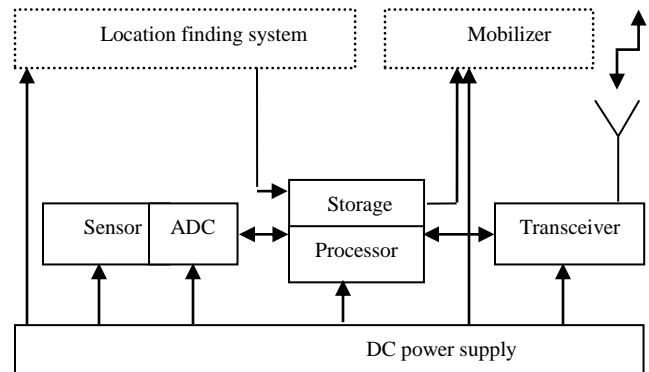 Location finding system
Mobilizer
Storage
Sensor
ADC
Transceiver
Processor
DC power supply